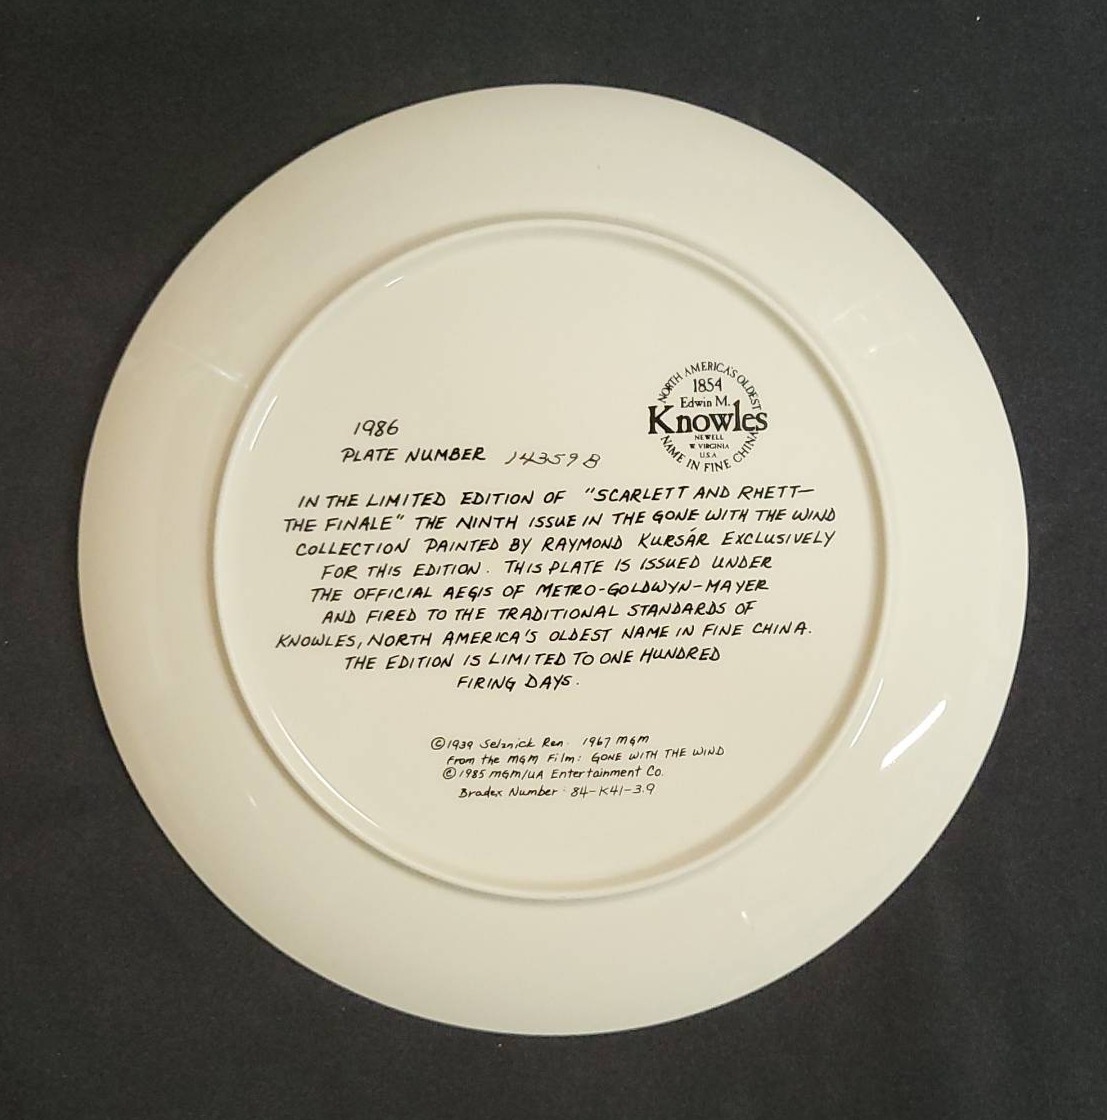 NORTH AMERICA'S OLDEST
1854
Edwin M.
Knowles
NEWELL
W VIRGINIA
U.S.A
NAME IN FINE CHINA
1986
PLATE NUMBER 14359B
IN THE LIMITED EDITION OF "SCARLETT AND RHETT—
THE FINALE" THE NINTH ISSUE IN THE GONE WITH THE WIND
COLLECTION PAINTED BY RAYMOND KURSÁR EXCLUSIVELY
FOR THIS EDITION. THIS PLATE IS ISSUED UNDER
THE OFFICIAL AEGIS OF METRO-GOLDWYN-MAYER
AND FIRED TO THE TRADITIONAL STANDARDS OF
KNOWLES, NORTH AMERICA'S OLDEST NAME IN FINE CHINA.
THE EDITION IS LIMITED TO ONE HUNDRED
FIRING DAYS.
©1939 Selznick Ren. 1967 MGM
From the MGM Film: GONE WITH THE WIND
©1985 MGM/UA Entertainment Co.
Bradex Number: 84-K41-3.9